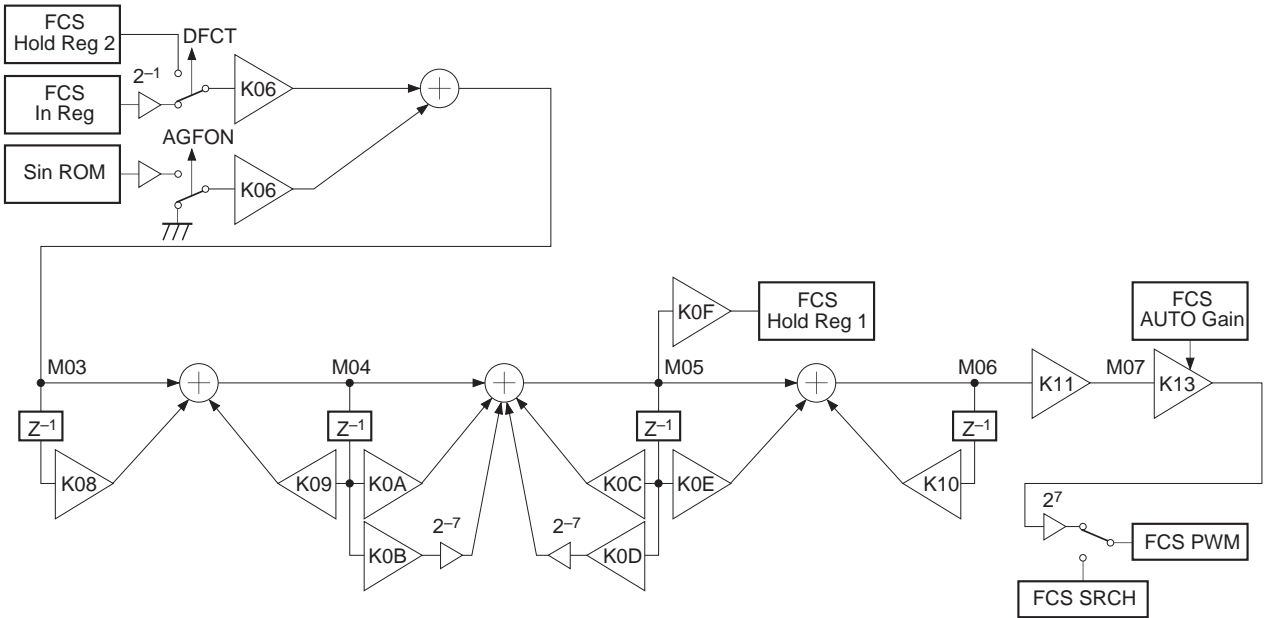 FCS
Hold Reg 2
DFCT
2–1
FCS
In Reg
K06
AGFON
Sin ROM
K06
K0F
FCS
Hold Reg 1
FCS
AUTO Gain
M03
M04
M05
M06
K11
M07
K13
Z–1
Z–1
Z–1
Z–1
K08
K09
K0A
K0C
K0E
K10
K0B
2–7
2–7
K0D
27
FCS PWM
FCS SRCH